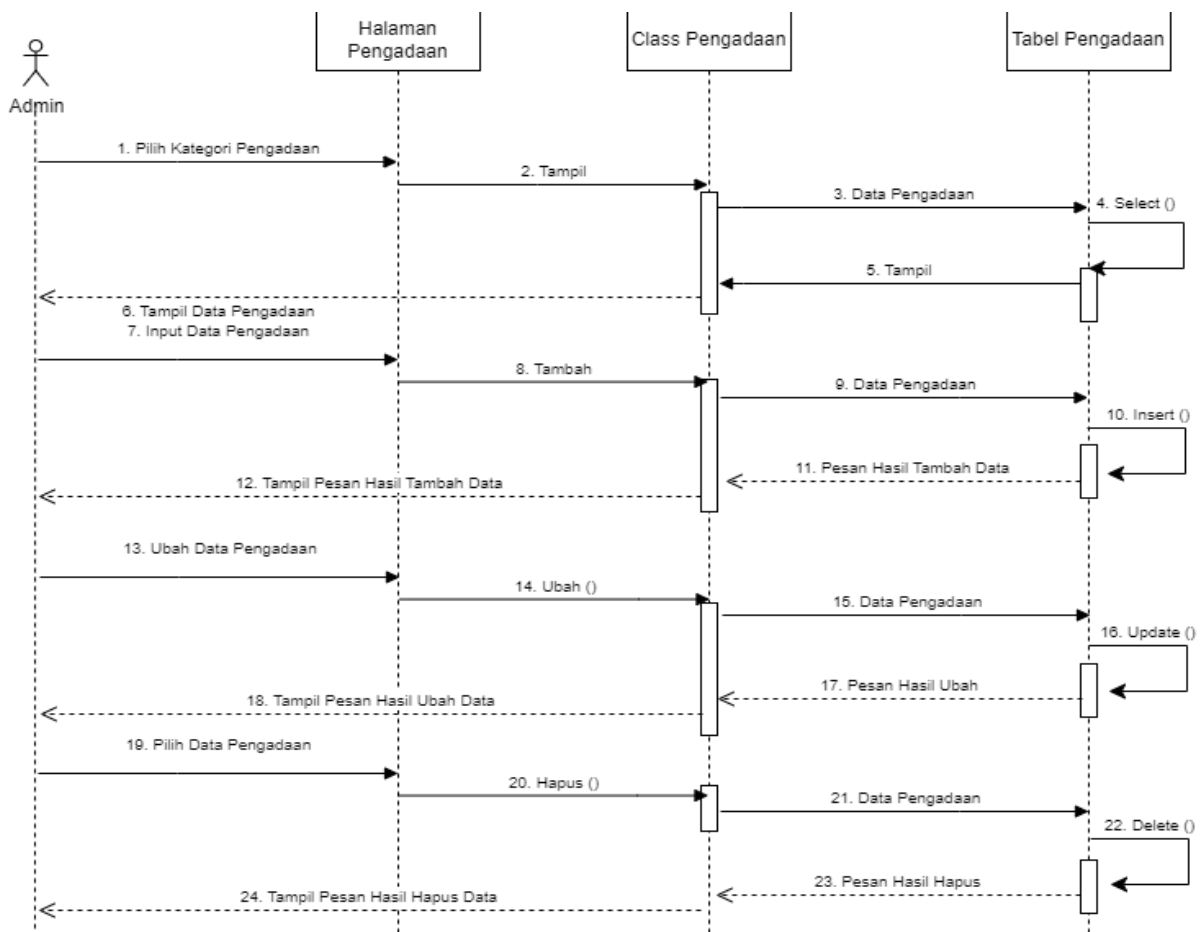 Halaman
Pengadaan
Class Pengadaan
Tabel Pengadaan
Admin
1. Pilih Kategori Pengadaan
2. Tampil
3. Data Pengadaan
4. Select ()
5. Tampil
6. Tampil Data Pengadaan
7. Input Data Pengadaan
8. Tambah
9. Data Pengadaan
10. Insert ()
11. Pesan Hasil Tambah Data
12. Tampil Pesan Hasil Tambah Data
13. Ubah Data Pengadaan
14. Ubah ()
15. Data Pengadaan
16. Update ()
17. Pesan Hasil Ubah
18. Tampil Pesan Hasil Ubah Data
19. Pilih Data Pengadaan
20. Hapus ()
21. Data Pengadaan
22. Delete ()
23. Pesan Hasil Hapus
24. Tampil Pesan Hasil Hapus Data